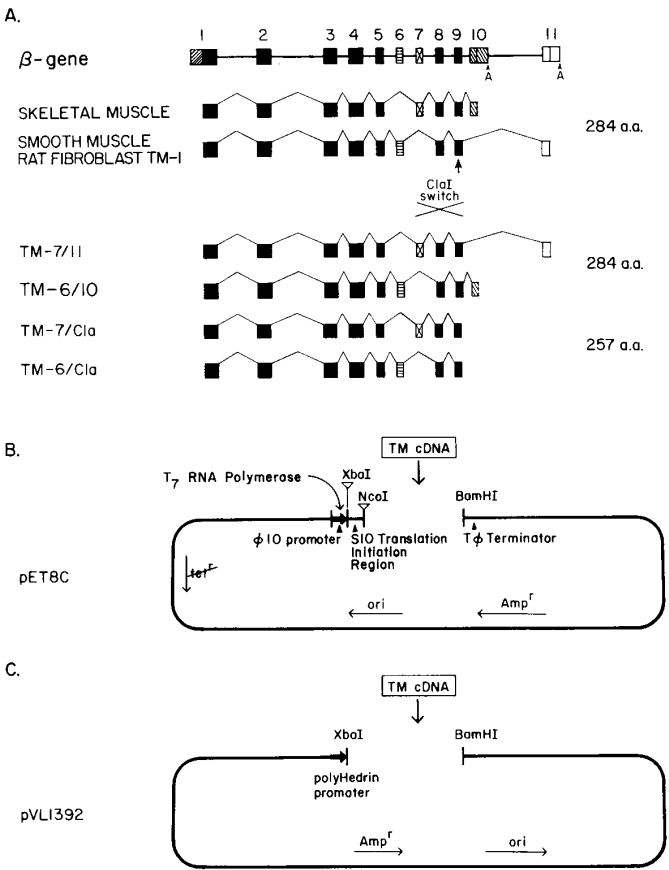 A.
1 2 3 4 5 6 7 8 9 10 11
β-gene
A A
SKELETAL MUSCLE
284 a.a.
SMOOTH MUSCLE
RAT FIBROBLAST TM-1
ClaI
switch
TM-7/11
284 a.a.
TM-6/10
TM-7/Cla
257 a.a.
TM-6/Cla
B.
TM cDNA
XbaI
T7 RNA Polymerase
NcoI
BamHI
φ10 promoter
S10 Translation
Initiation
Region
Tφ Terminator
tet r
pET8C
ori
Amp r
C.
TM cDNA
XbaI
BamHI
polyHedrin
promoter
pVL1392
Amp r
ori